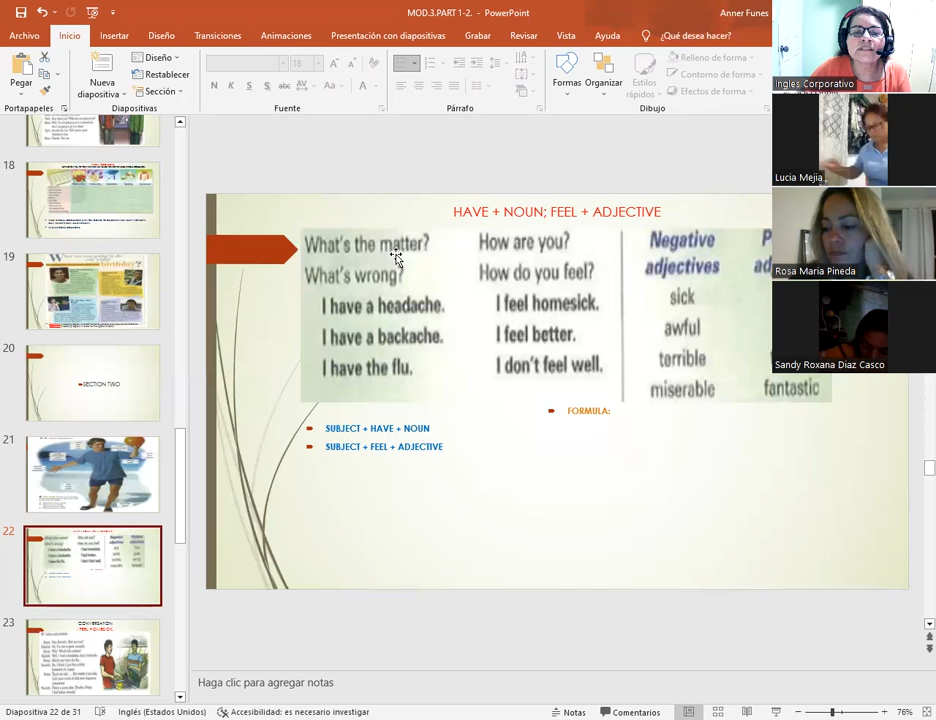 MOD.3.PART 1-2. - PowerPoint
Anner Funes
Archivo Inicio Insertar Diseño Transiciones Animaciones Presentación con diapositivas Grabar Revisar Vista Ayuda ¿Qué desea hacer?
Pegar
Nueva diapositiva
Diseño
Restablecer
Sección
18
N K S S abc AV Aa A
Formas
Organizar
Estilos rápidos
Relleno de forma
Contorno de forma
Efectos de forma
Portapapeles Diapositivas Fuente Párrafo Dibujo
Ingles Corporativo
Lucia Mejia
Rosa Maria Pineda
Sandy Roxana Diaz Casco
18
19
20
SECTION TWO
21
22
23
CONVERSATION
HAVE + NOUN; FEEL + ADJECTIVE
What's the matter?
What's wrong?
I have a headache.
I have a backache.
I have the flu.
How are you?
How do you feel?
I feel homesick.
I feel better.
I don't feel well.
Negative
adjectives
sick
awful
terrible
miserable
fantastic
FORMULA:
SUBJECT + HAVE + NOUN
SUBJECT + FEEL + ADJECTIVE
Haga clic para agregar notas
Diapositiva 22 de 31 Inglés (Estados Unidos) Accesibilidad: es necesario investigar Notas Comentarios 76%